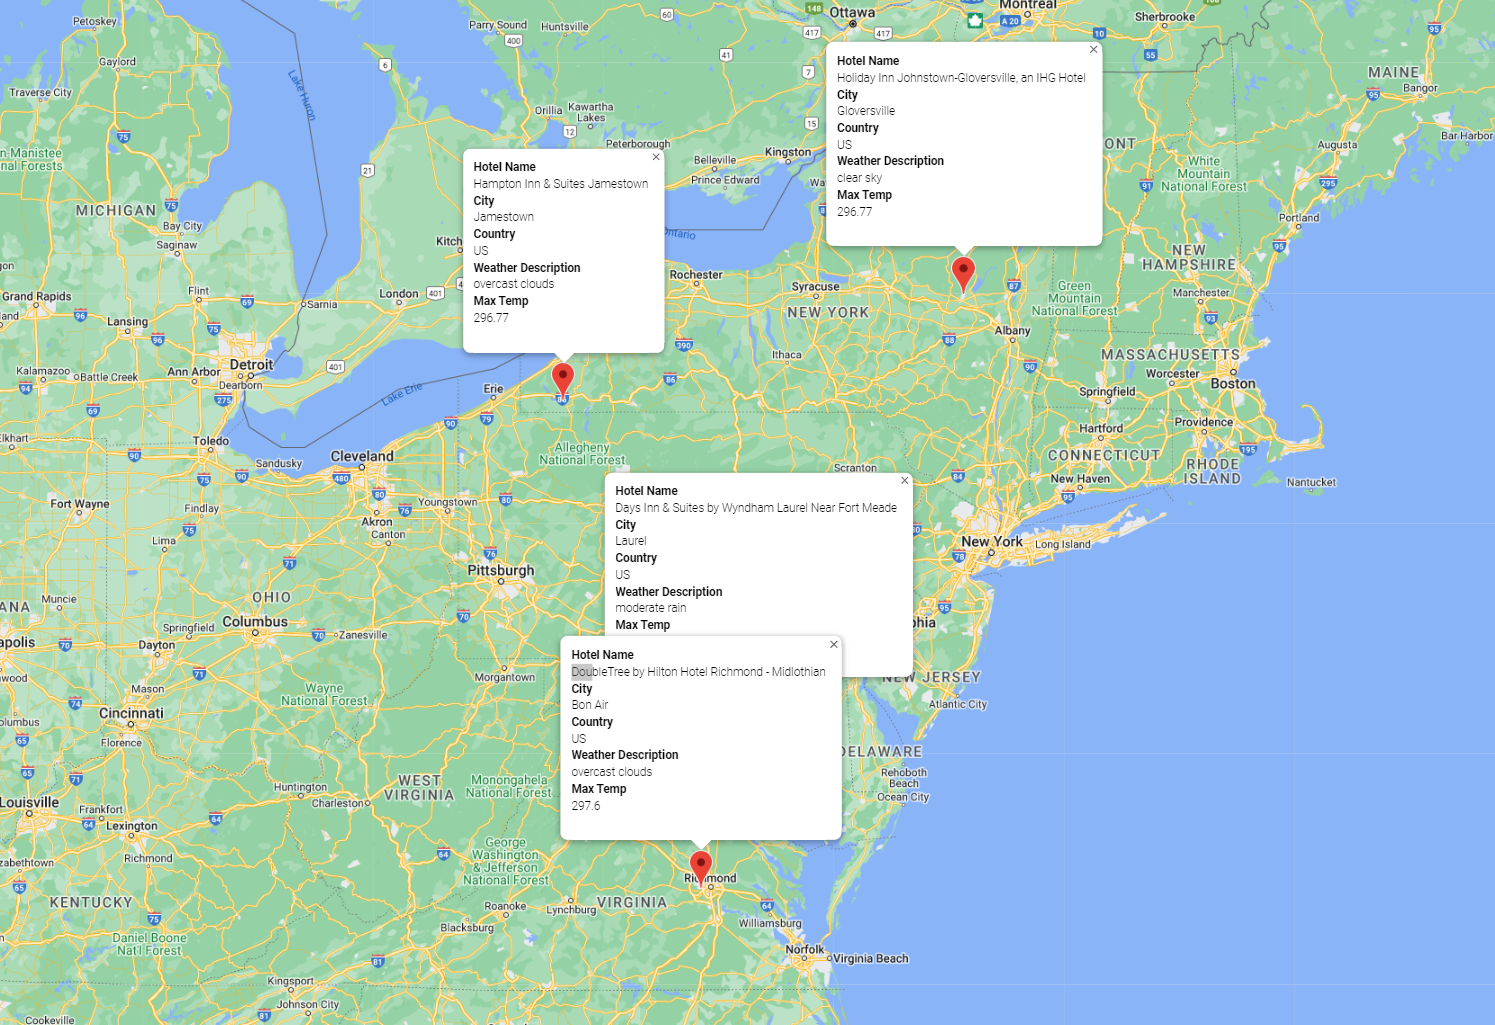 Hotel Name
Holiday Inn Johnstown-Gloversville, an IHG Hotel
City
Gloversville
Country
US
Weather Description
clear sky
Max Temp
296.77
Hotel Name
Hampton Inn & Suites Jamestown
City
Jamestown
Country
US
Weather Description
overcast clouds
Max Temp
296.77
Hotel Name
Days Inn & Suites by Wyndham Laurel Near Fort Meade
City
Laurel
Country
US
Weather Description
moderate rain
Max Temp
Hotel Name
DoubleTree by Hilton Hotel Richmond - Midlothian
City
Bon Air
Country
US
Weather Description
overcast clouds
Max Temp
297.6
Petoskey
Gaylord
Traverse City
n-Manistee
onal Forests
MICHIGAN
Bay City
Saginaw
Grand Rapids
Flint
Lansing
Kalamazoo
Battle Creek
Ann Arbor
Detroit
Dearborn
Sarnia
London
Lake Huron
Lake Erie
Parry Sound
Huntsville
Orillia
Kawartha
Lakes
Peterborough
Belleville
Prince Edward
Kingston
Ottawa
Montreal
Sherbrooke
Kitch
Ontario
Rochester
Syracuse
NEW YORK
Ithaca
Albany
ONT
MAINE
Bangor
Bar Harbor
Augusta
White
Mountain
National Forests
Portland
NEW
HAMPSHIRE
Green
Mountain
National Forest
Manchester
MASSACHUSETTS
Worcester
Boston
Springfield
Hartford
Providence
CONNECTICUT
RHODE
ISLAND
New Haven
Nantucket
Scranton
New York
Long Island
phia
NEW JERSEY
Atlantic City
DELAWARE
Rehoboth
Beach
Ocean City
Erie
Allegheny
National Forest
Toledo
Sandusky
Cleveland
Youngstown
Akron
Canton
Pittsburgh
Fort Wayne
Findlay
Lima
Muncie
ANA
apolis
OHIO
Springfield
Columbus
Zanesville
Dayton
Mason
Cincinnati
Florence
Wayne
National Forest
Morgantown
WEST
VIRGINIA
Monongahela
National Forest
Huntington
Charleston
Louisville
Frankfort
Lexington
Richmond
KENTUCKY
Daniel Boone
Nat'l Forest
George
Washington
& Jefferson
National Forest
Roanoke
Lynchburg
Blacksburg
VIRGINIA
Richmond
Williamsburg
Norfolk
Virginia Beach
Kingsport
Johnson City
Cookeville
elkhart
olumbus
zabethtown